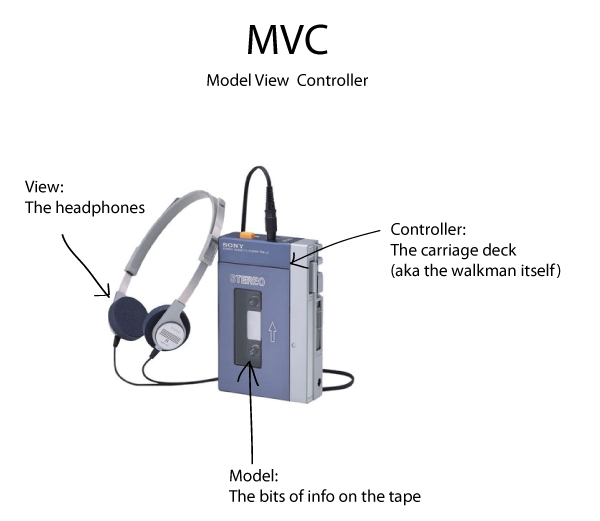 MVC
Model View Controller
View:
The headphones
Controller:
The carriage deck
(aka the walkman itself)
SONY
STEREO
Model:
The bits of info on the tape